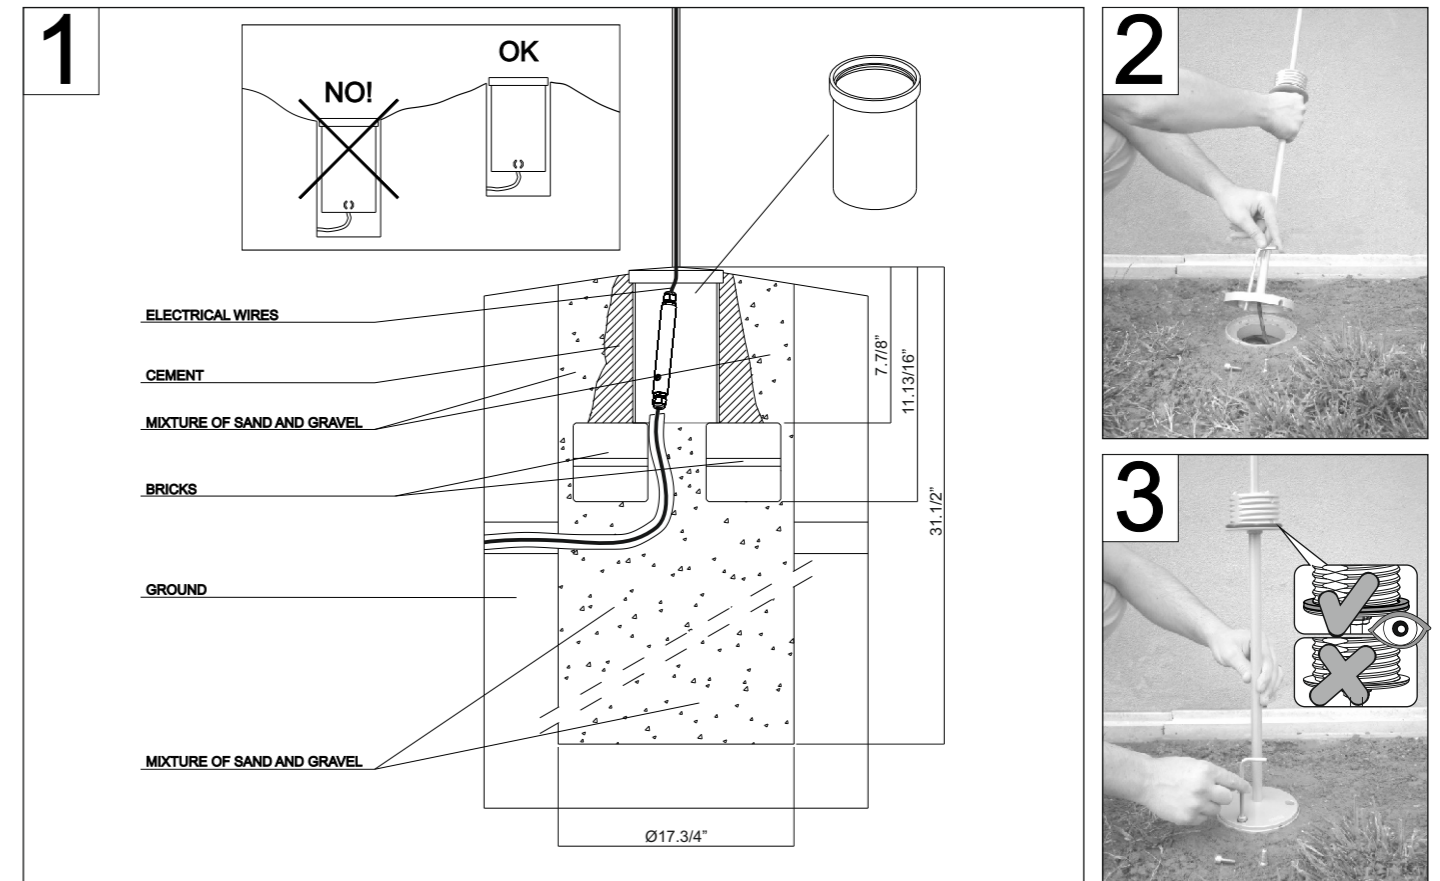 1
NO!
OK
ELECTRICAL WIRES
CEMENT
MIXTURE OF SAND AND GRAVEL
BRICKS
GROUND
MIXTURE OF SAND AND GRAVEL
7.7/8"
11.13/16"
31.1/2"
Ø17.3/4"
2
3